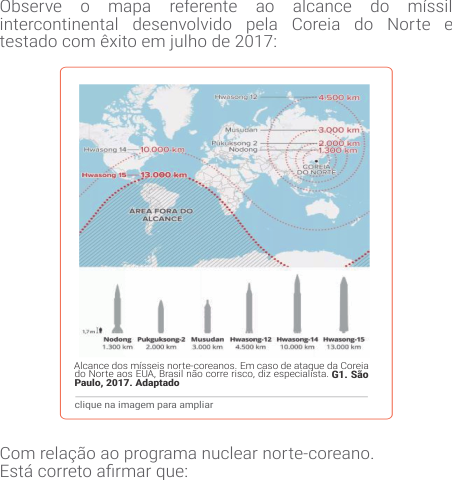 Observe o mapa referente ao alcance do míssil
intercontinental desenvolvido pela Coreia do Norte e
testado com êxito em julho de 2017:
Hwasong 12 4.500 km
Musudan 3.000 km
Pukuksong 2 2.000 km
Nodong 1.300 km
Hwasong 14 10.000 km
COREIA
DO NORTE
Hwasong 15 13.000 km
ÁREA FORA DO
ALCANCE
1,7 m
Nodong Pukguksong-2 Musudan Hwasong-12 Hwasong-14 Hwasong-15
1.300 km 2.000 km 3.000 km 4.500 km 10.000 km 13.000 km
Alcance dos mísseis norte-coreanos. Em caso de ataque da Coreia
do Norte aos EUA, Brasil não corre risco, diz especialista. G1. São
Paulo, 2017. Adaptado
clique na imagem para ampliar
Com relação ao programa nuclear norte-coreano.
Está correto afirmar que: